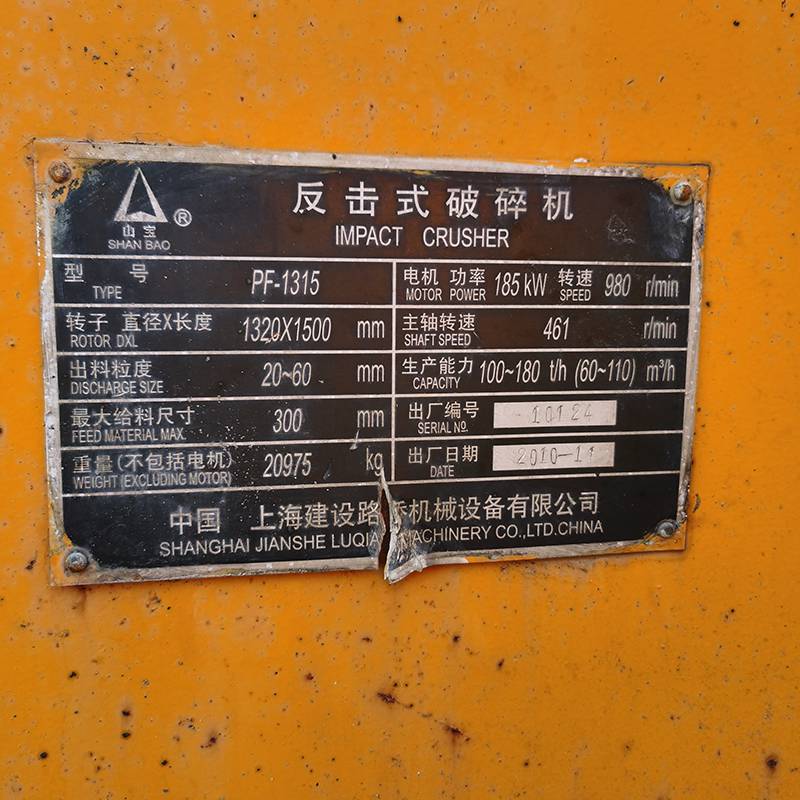 山宝 ®
SHAN BAO
反击式破碎机
IMPACT CRUSHER
型号 PF-1315
TYPE
电机 功率 185 kW 转速 980 r/min
MOTOR POWER SPEED
转子 直径X长度 1320X1500 mm
ROTOR DXL
主轴转速 461 r/min
SHAFT SPEED
出料粒度 20~60 mm
DISCHARGE SIZE
生产能力 100~180 t/h (60~110) m³/h
CAPACITY
最大给料尺寸 300 mm
FEED MATERIAL MAX.
出厂编号 10124
SERIAL NO.
重量(不包括电机) 20975 kg
WEIGHT (EXCLUDING MOTOR)
出厂日期 2010-11
DATE
中国 上海建设路桥机械设备有限公司
SHANGHAI JIANSHE LUQIAO MACHINERY CO.,LTD.CHINA